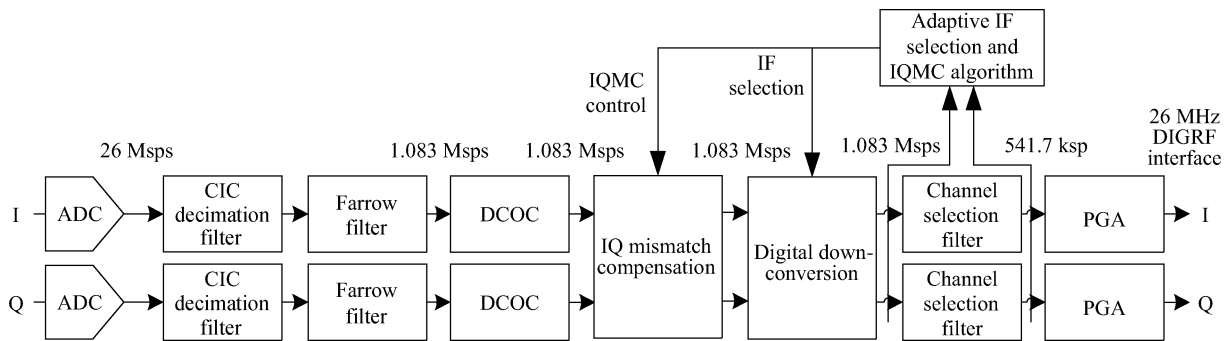 Adaptive IF
selection and
IQMC algorithm
IQMC
control
IF
selection
26 MHz
DIGRF
interface
26 Msps
1.083 Msps
1.083 Msps
1.083 Msps
1.083 Msps
541.7 ksp
I
ADC
CIC
decimation
filter
Farrow
filter
DCOC
IQ mismatch
compensation
Digital down-
conversion
Channel
selection
filter
PGA
I
Q
ADC
CIC
decimation
filter
Farrow
filter
DCOC
Channel
selection
filter
PGA
Q